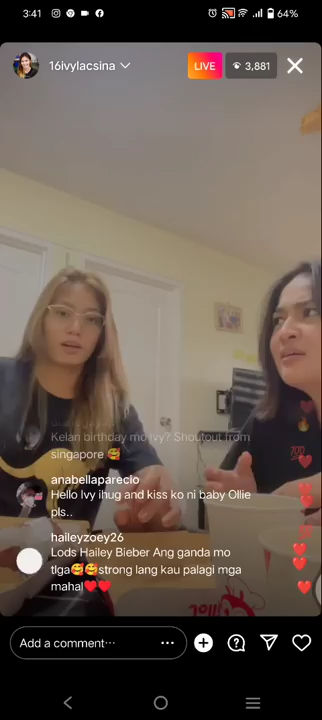 3:41
64%
16ivylacsina
LIVE
3,881
Kelan birthday mo Ivy? Shoutout from
singapore 🥰
anabellaparecio
Hello Ivy ihug and kiss ko ni baby Ollie
pls..
haileyzoey26
Lods Hailey Bieber Ang ganda mo
tlga🥰🥰strong lang kau palagi mga
mahal♥️♥️
Add a comment...